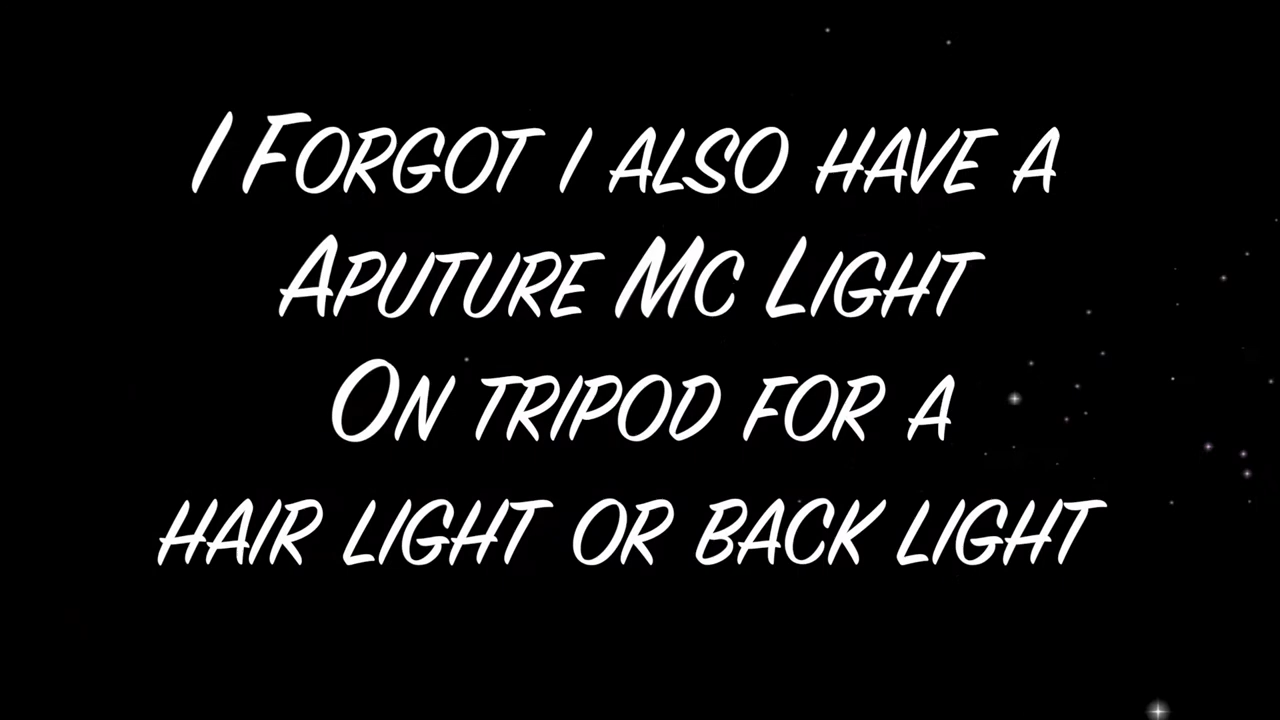 I FORGOT I ALSO HAVE A
APUTURE MC LIGHT
ON TRIPOD FOR A
HAIR LIGHT OR BACK LIGHT